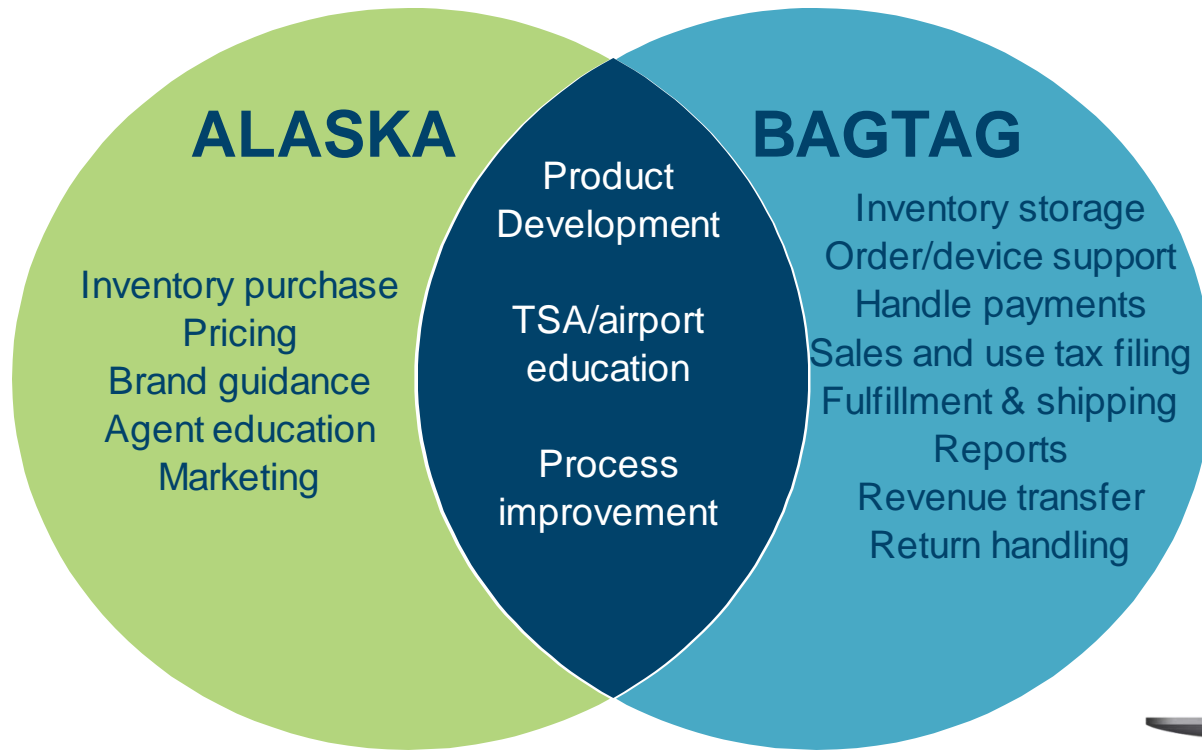 ALASKA
Inventory purchase
Pricing
Brand guidance
Agent education
Marketing
Product
Development
TSA/airport
education
Process
improvement
BAGTAG
Inventory storage
Order/device support
Handle payments
Sales and use tax filing
Fulfillment & shipping
Reports
Revenue transfer
Return handling